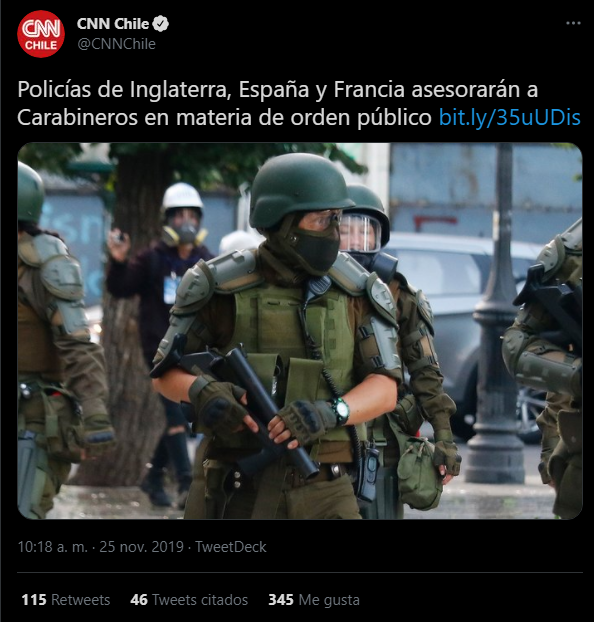 CNN
CHILE
CNN Chile
@CNNChile
Policías de Inglaterra, España y Francia asesorarán a
Carabineros en materia de orden público bit.ly/35uUDis
10:18 a. m. · 25 nov. 2019 · TweetDeck
115 Retweets 46 Tweets citados 345 Me gusta